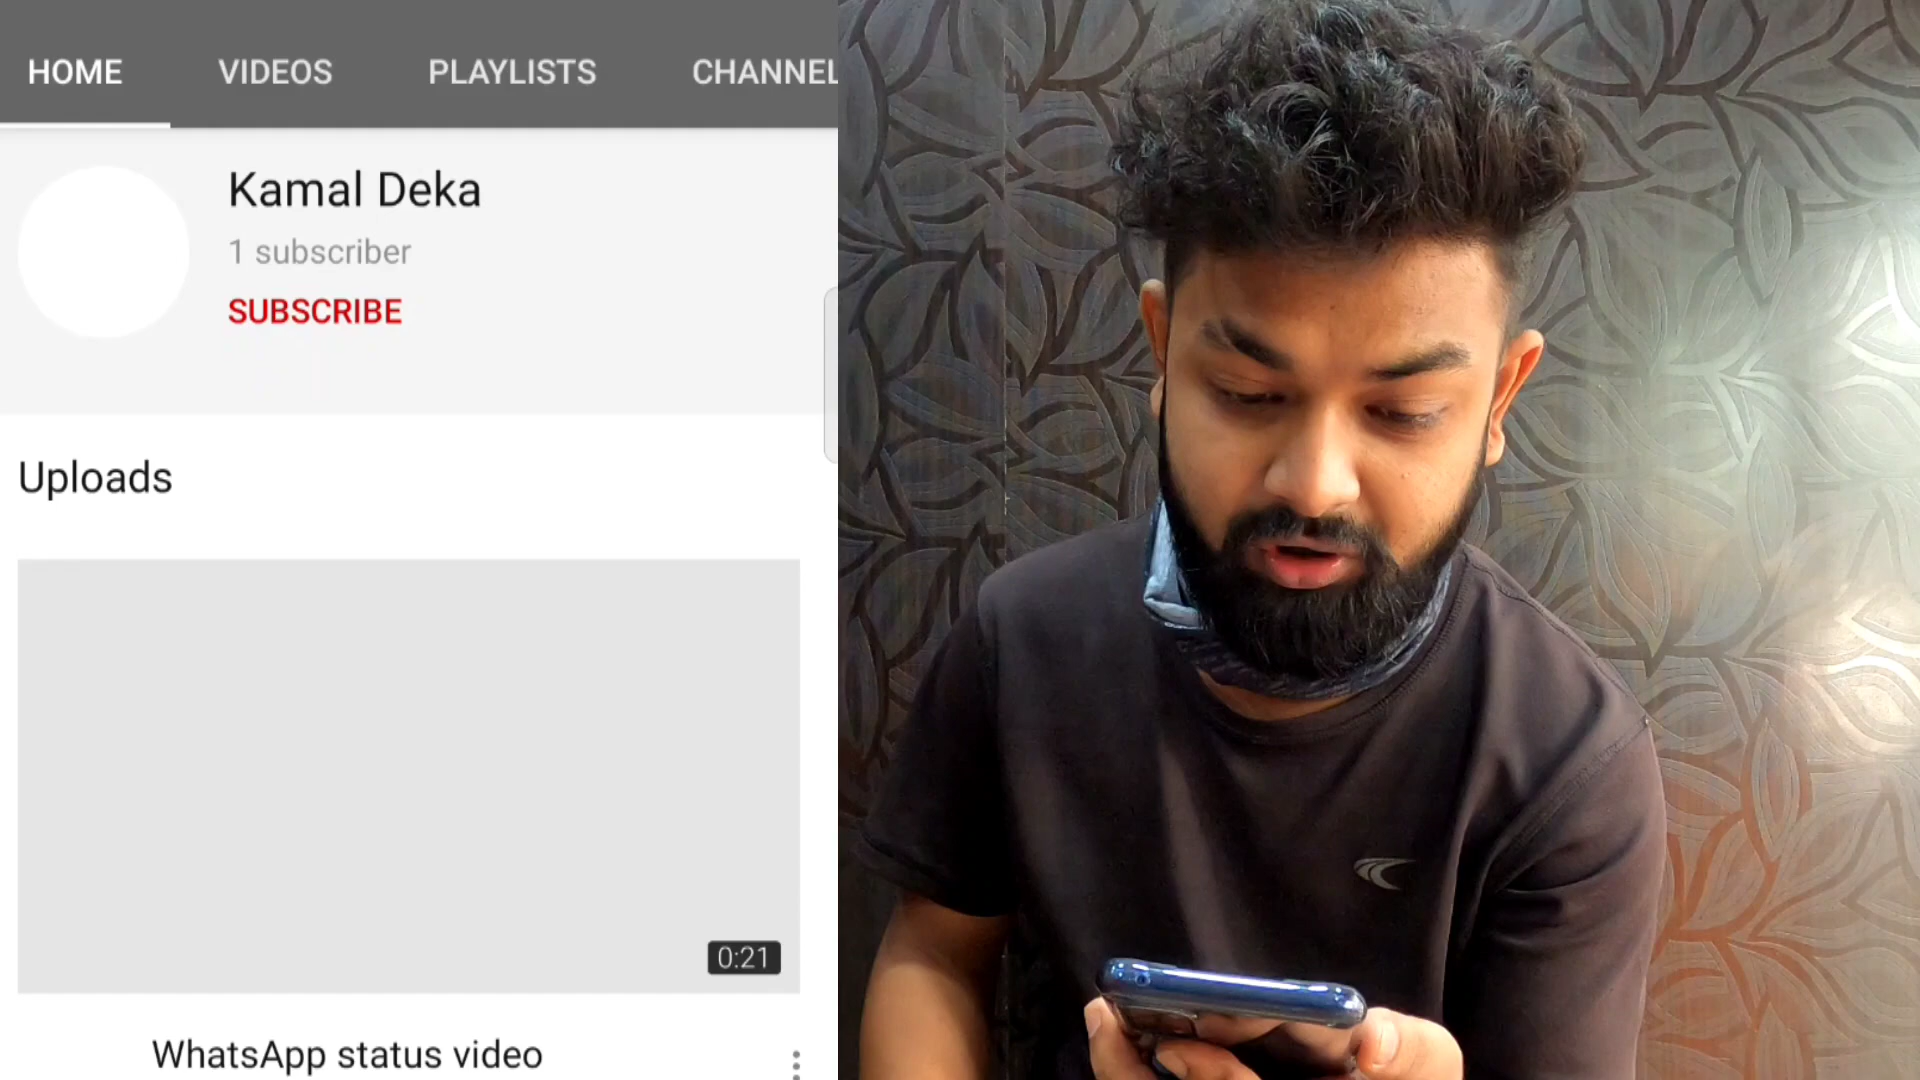 HOME VIDEOS PLAYLISTS CHANNEL
Kamal Deka
1 subscriber
SUBSCRIBE
Uploads
0:21
WhatsApp status video